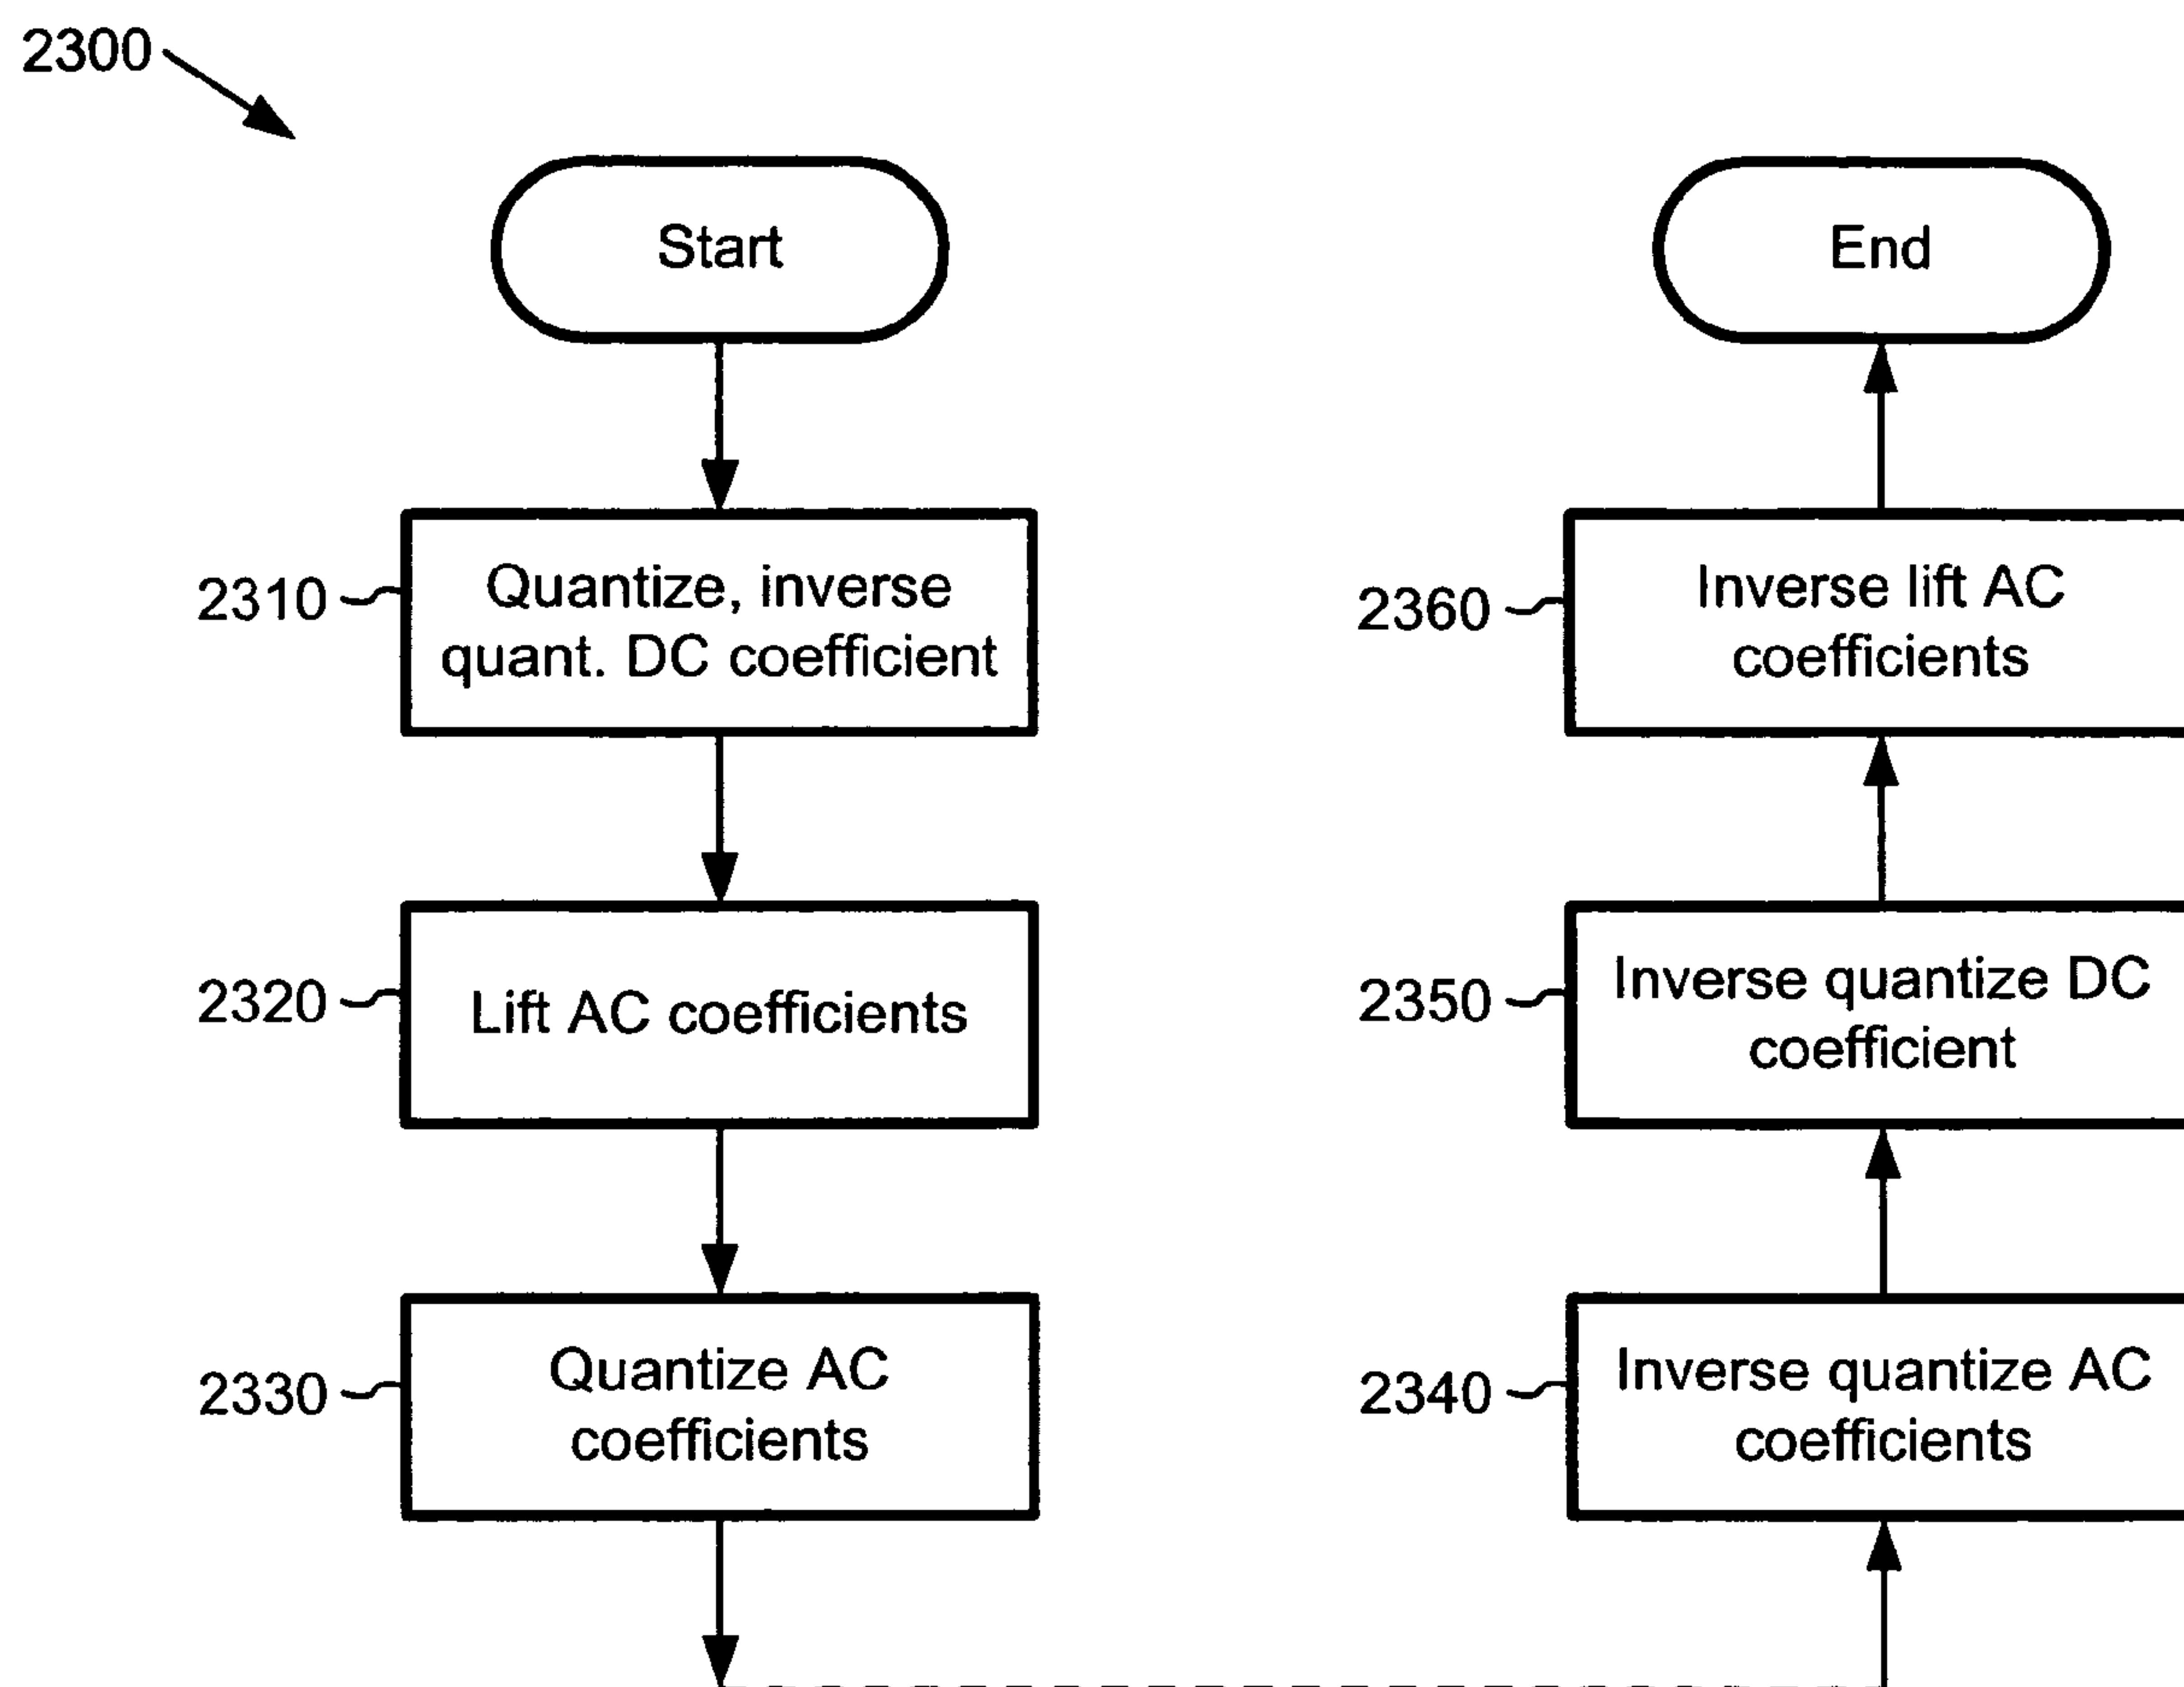 2300
Start
2310
Quantize, inverse
quant. DC coefficient
2320
Lift AC coefficients
2330
Quantize AC
coefficients
End
2360
Inverse lift AC
coefficients
2350
Inverse quantize DC
coefficient
2340
Inverse quantize AC
coefficients